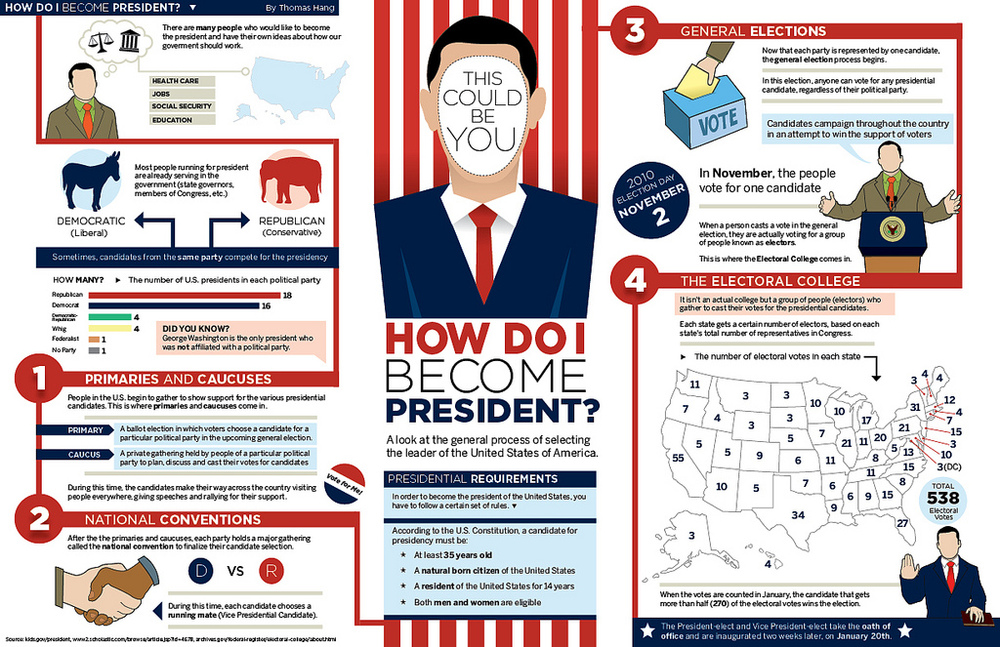 HOW DO I BECOME PRESIDENT? ▼
By Thomas Hang
There are many people who would like to become
the president and have their own ideas about how our
goverment should work.
HEALTH CARE
JOBS
SOCIAL SECURITY
EDUCATION
Most people running for president
are already serving in the
government (state governors,
members of Congress, etc.)
DEMOCRATIC
(Liberal)
REPUBLICAN
(Conservative)
Sometimes, candidates from the same party compete for the presidency
HOW MANY? ► The number of U.S. presidents in each political party
Republican 18
Democrat 16
Democratic-
Republican 4
Whig 4
Federalist 1
No Party 1
DID YOU KNOW?
George Washington is the only president who
was not affiliated with a political party.
1
PRIMARIES AND CAUCUSES
People in the U.S. begin to gather to show support for the various presidential
candidates. This is where primaries and caucuses come in.
PRIMARY
A ballot election in which voters choose a candidate for a
particular political party in the upcoming general election.
CAUCUS
A private gathering held by people of a particular political
party to plan, discuss and cast their votes for candidates
During this time, the candidates make their way across the country visiting
people everywhere, giving speeches and rallying for their support.
Vote for Me!
2
NATIONAL CONVENTIONS
After the the primaries and caucuses, each party holds a major gathering
called the national convention to finalize their candidate selection.
D VS R
During this time, each candidate chooses a
running mate (Vice Presidential Candidate).
Source: kids.gov/president, www2.scholastic.com/browse/article.jsp?id=4678, archives.gov/federal-register/electoral-college/about.html
THIS
COULD
BE
YOU
HOW DO I
BECOME
PRESIDENT?
A look at the general process of selecting
the leader of the United States of America.
PRESIDENTIAL REQUIREMENTS
In order to become the president of the United States, you
have to follow a certain set of rules. ▼
According to the U.S. Constitution, a candidate for
presidency must be:
★ At least 35 years old
★ A natural born citizen of the United States
★ A resident of the United States for 14 years
★ Both men and women are eligible
3
GENERAL ELECTIONS
Now that each party is represented by one candidate,
the general election process begins.
In this election, anyone can vote for any presidential
candidate, regardless of their political party.
VOTE
Candidates campaign throughout the country
in an attempt to win the support of voters
2010
ELECTION DAY
NOVEMBER
2
In November, the people
vote for one candidate
When a person casts a vote in the general
election, they are actually voting for a group
of people known as electors.
This is where the Electoral College comes in.
4
THE ELECTORAL COLLEGE
It isn't an actual college but a group of people (electors) who
gather to cast their votes for the presidential candidates.
Each state gets a certain number of electors, based on each
state's total number of representatives in Congress.
► The number of electoral votes in each state
11
3
3
10
3
4
4
7
4
3
10
17
31
12
4
7
5
5
5
7
21
11
20
21
15
3
55
9
6
11
5
13
10
3 (DC)
10
5
7
6
11
15
8
34
9
6
9
15
27
3
4
TOTAL
538
Electoral
Votes
When the votes are counted in January, the candidate that gets
more than half (270) of the electoral votes wins the election.
The President-elect and Vice President-elect take the oath of
office and are inaugurated two weeks later, on January 20th.